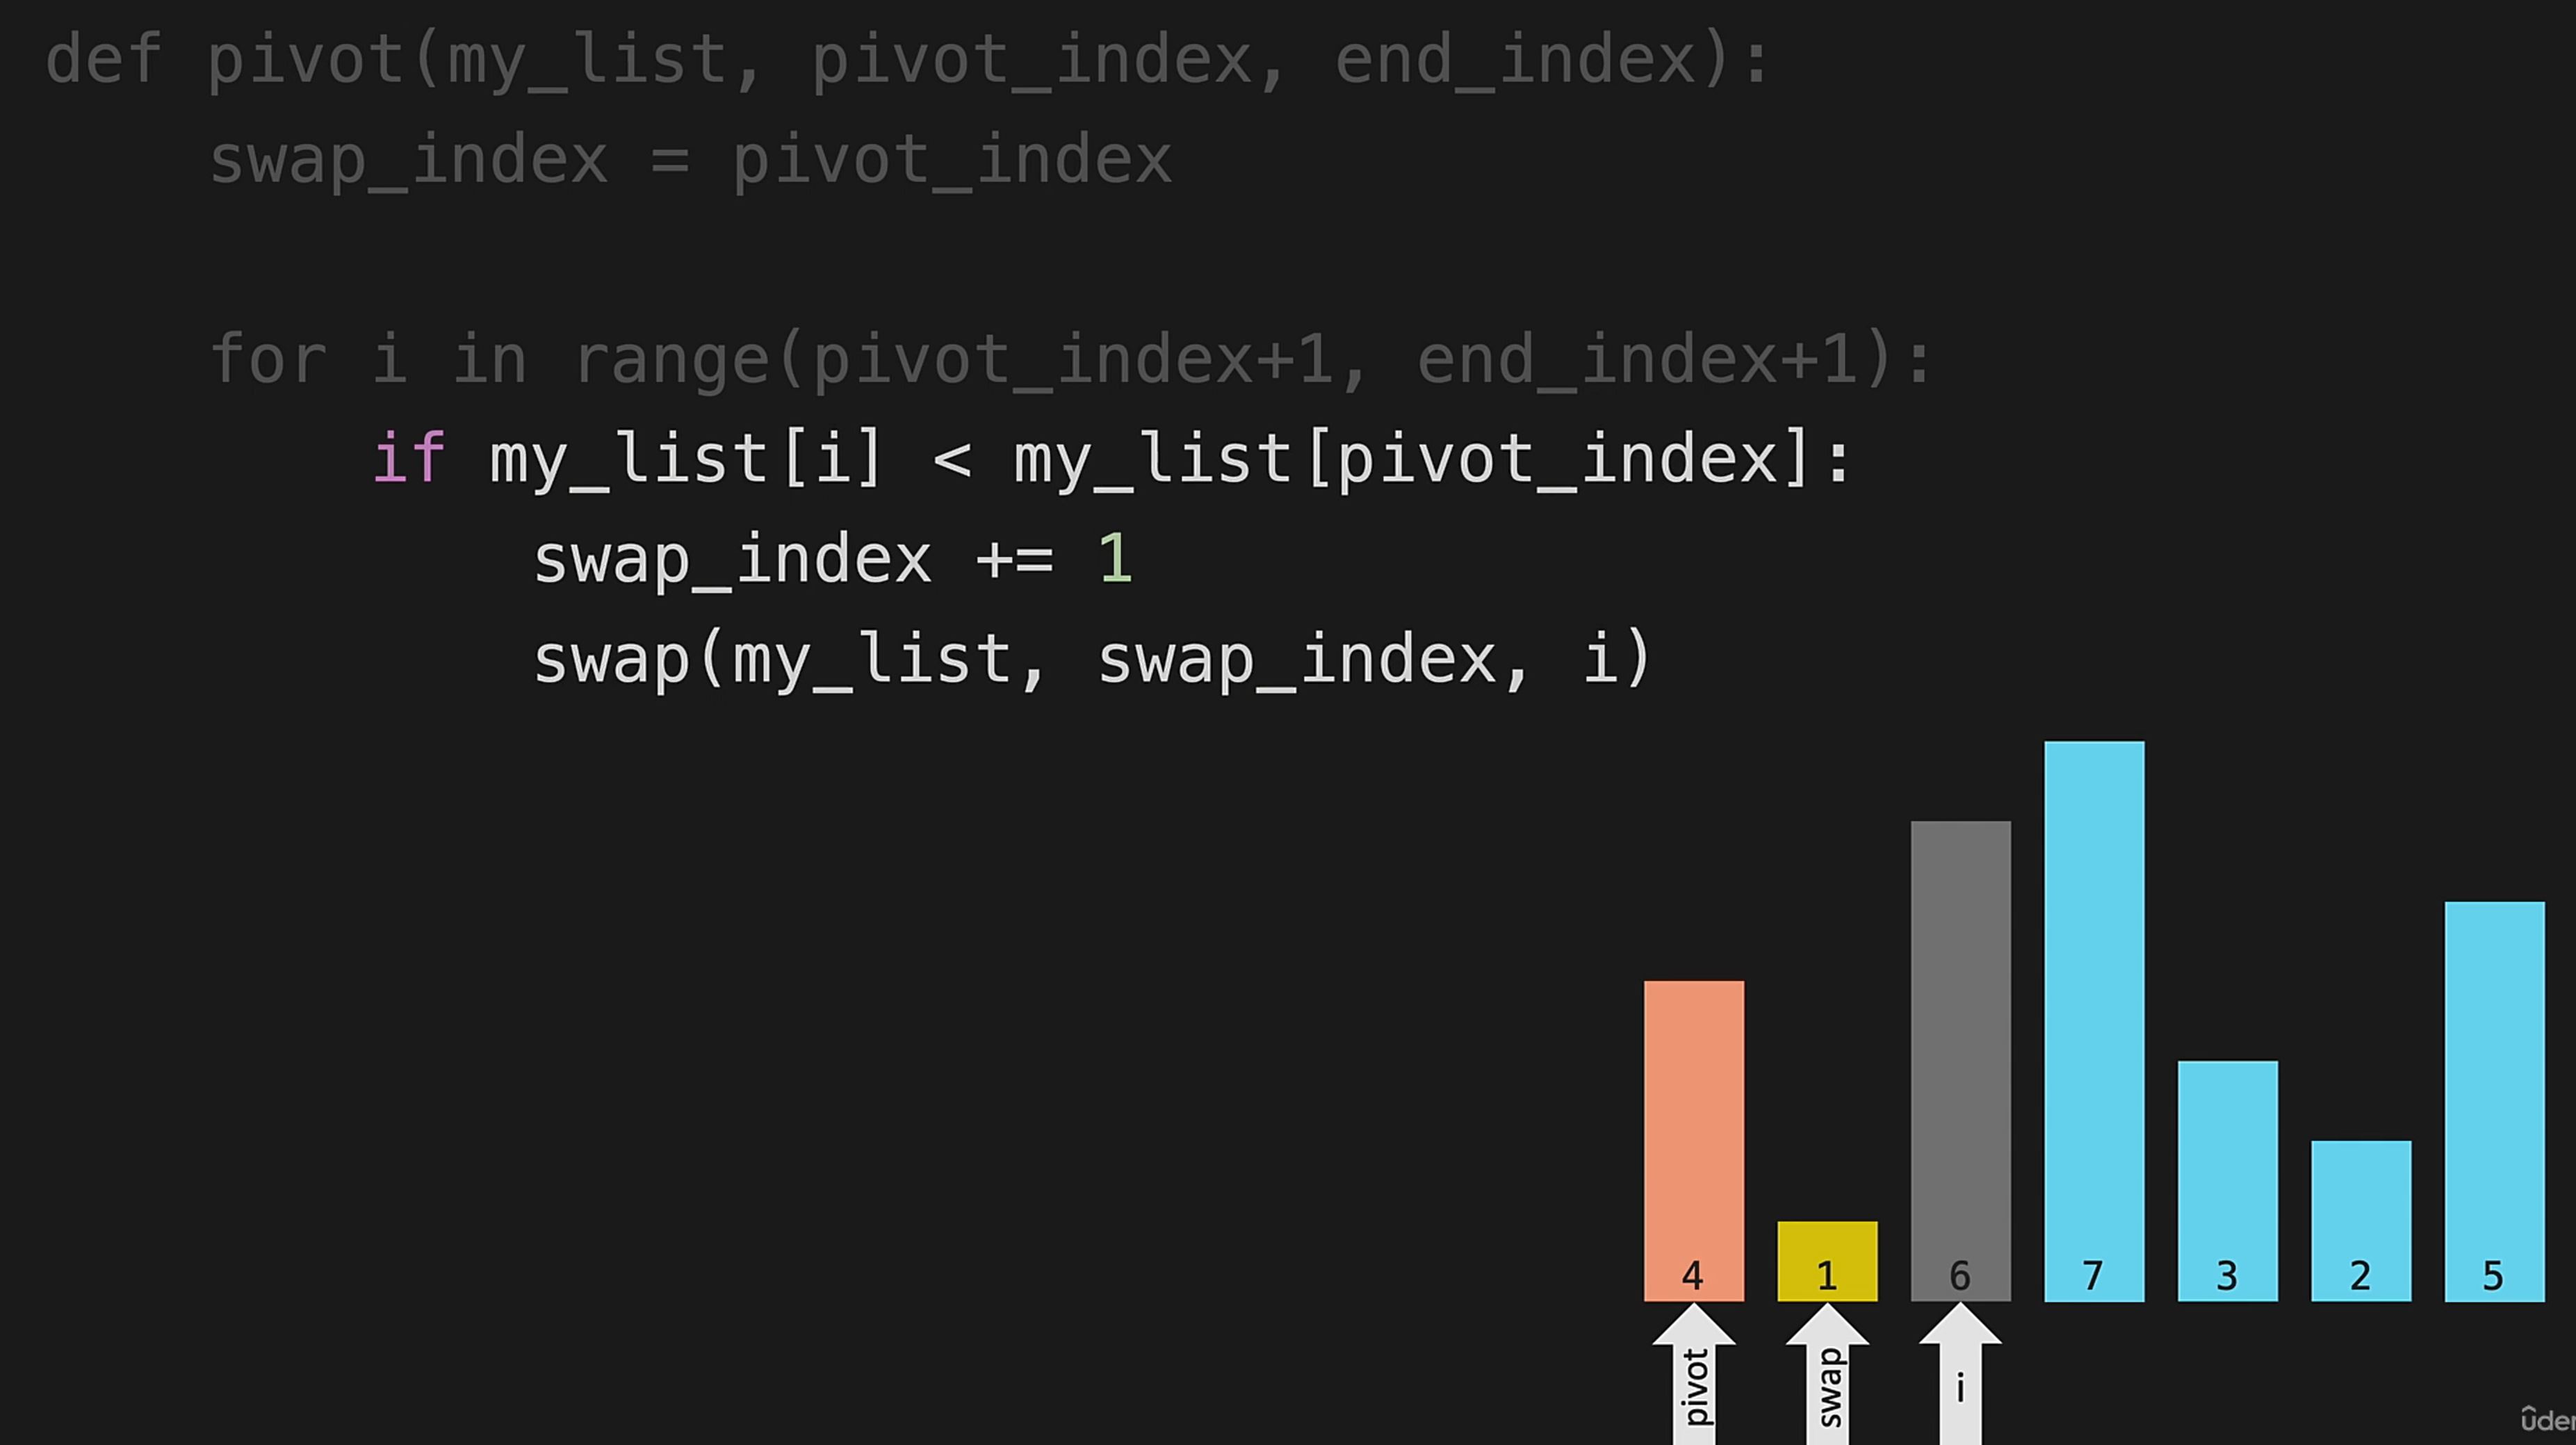 def pivot(my_list, pivot_index, end_index):
    swap_index = pivot_index
    for i in range(pivot_index+1, end_index+1):
        if my_list[i] < my_list[pivot_index]:
            swap_index += 1
            swap(my_list, swap_index, i)
4 1 6 7 3 2 5
pivot swap i